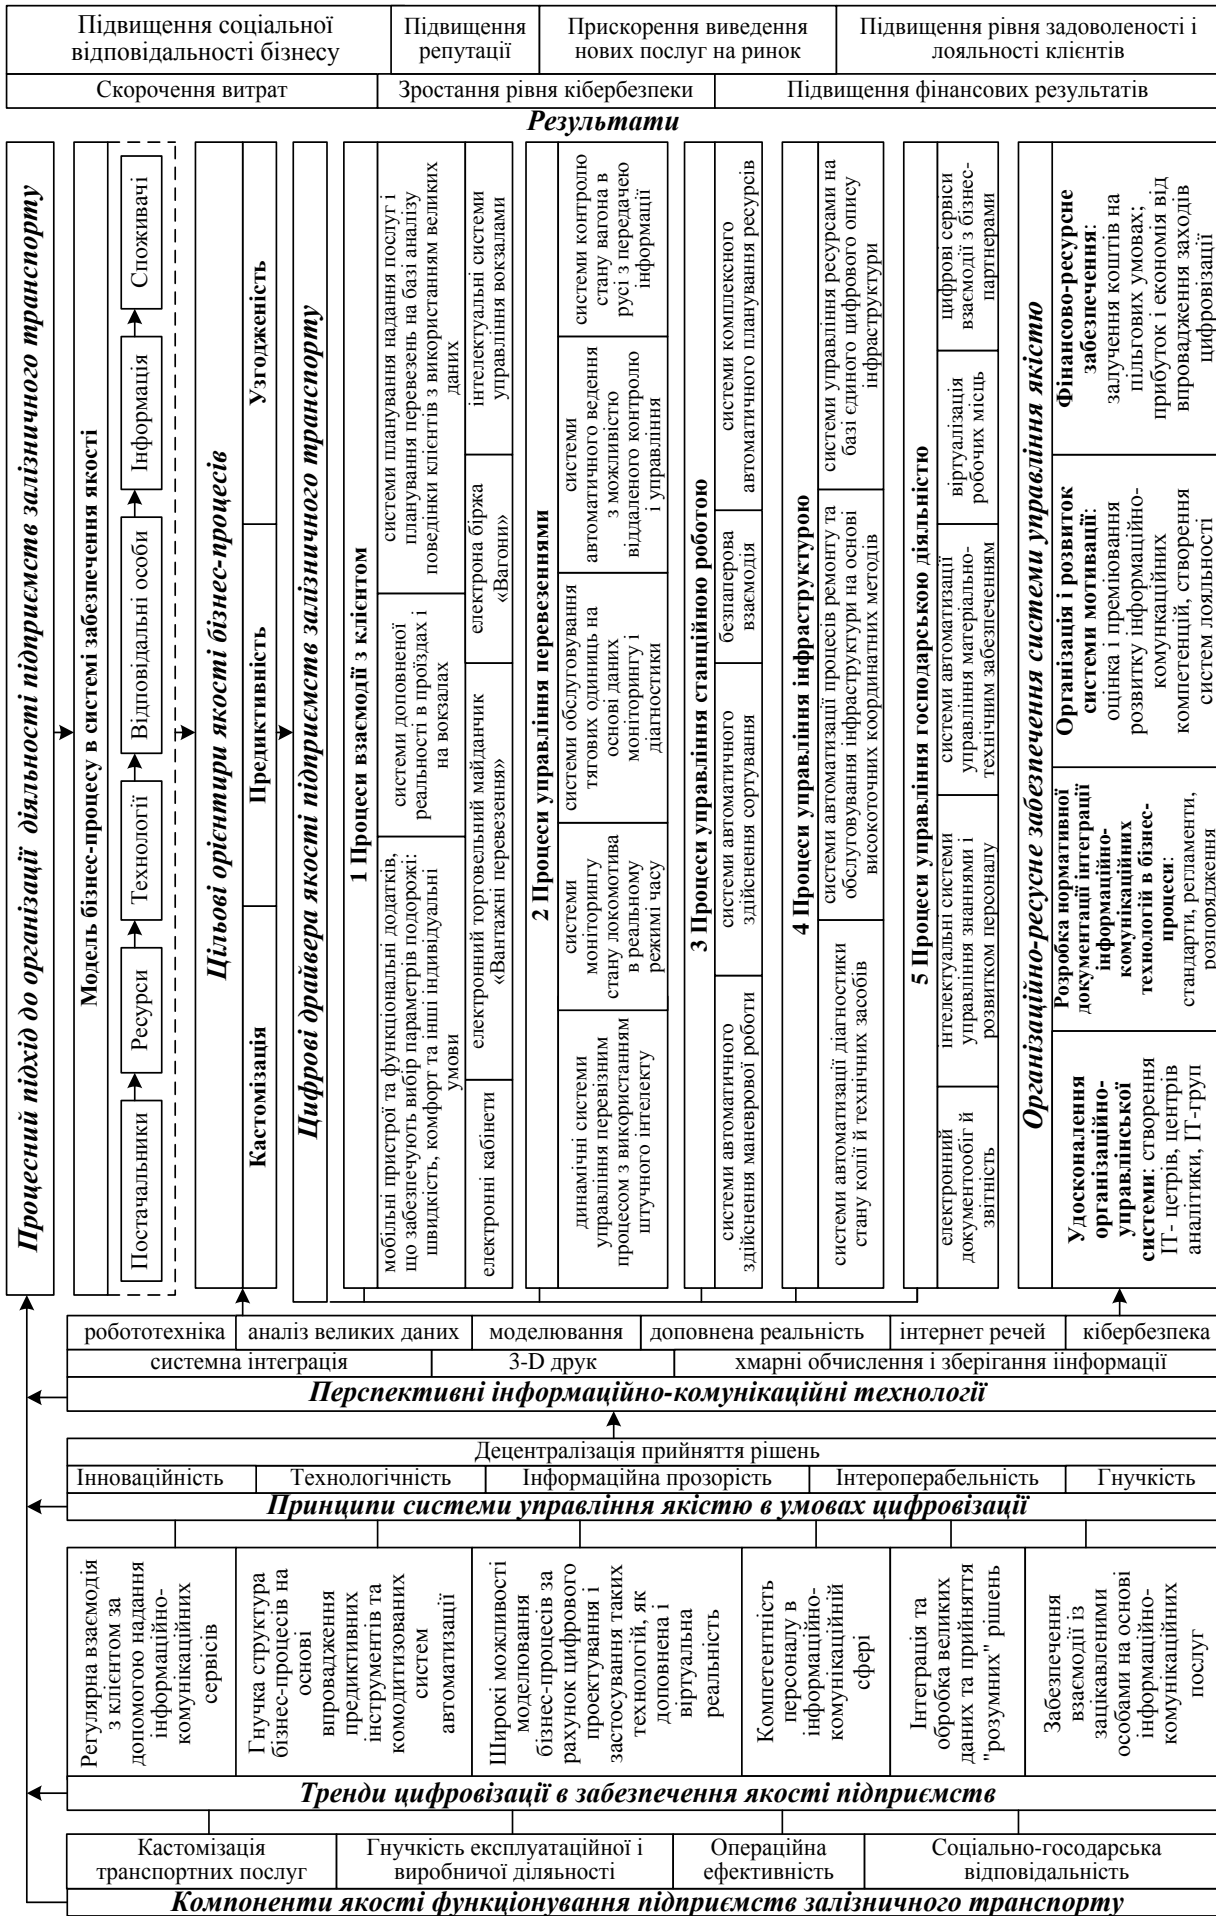 Підвищення соціальної
відповідальності бізнесу
Підвищення
репутації
Прискорення виведення
нових послуг на ринок
Підвищення рівня задоволеності і
лояльності клієнтів
Скорочення витрат
Зростання рівня кібербезпеки
Підвищення фінансових результатів
Результати
Процесний підхід до організації діяльності підприємств залізничного транспорту
Модель бізнес-процесу в системі забезпечення якості
Постачальники
Ресурси
Технології
Відповідальні особи
Інформація
Споживачі
Цільові орієнтири якості бізнес-процесів
Кастомізація
Предиктивність
Узгодженість
Цифрові драйвера якості підприємств залізничного транспорту
1 Процеси взаємодії з клієнтом
мобільні пристрої та функціональні додатків,
що забезпечують вибір параметрів подорожі:
швидкість, комфорт та інші індивідуальні
умови
системи доповненої
реальності в проїздах і
на вокзалах
системи планування надання послуг і
планування перевезень на базі аналізу
поведінки клієнтів з використанням великих
даних
електронні кабінети
електронний торговельний майданчик
«Вантажні перевезення»
електрона біржа
«Вагони»
інтелектуальні системи
управління вокзалами
2 Процеси управління перевезеннями
динамічні системи
управління перевізним
процесом з використанням
штучного інтелекту
системи
моніторингу
стану локомотива
в реальному
режимі часу
системи обслуговування
тягових одиниць на
основі даних
моніторингу і
діагностики
системи
автоматичного ведення
з можливістю
віддаленого контролю
і управління
системи контролю
стану вагона в
русі з передачею
інформації
3 Процеси управління станційною роботою
системи автоматичного
здійснення маневрової роботи
системи автоматичного
здійснення сортування
безпаперова
взаємодія
системи комплексного
автоматичного планування ресурсів
4 Процеси управління інфраструктурою
системи автоматизації діагностики
стану колії й технічних засобів
системи автоматизації процесів ремонту та
обслуговування інфраструктури на основі
високоточних координатних методів
системи управління ресурсами на
базі єдиного цифрового опису
інфраструктури
5 Процеси управління господарською діяльністю
електронний
документообіг й
звітність
інтелектуальні системи
управління знаннями і
розвитком персоналу
системи автоматизації
управління матеріально-
технічним забезпеченням
віртуалізація
робочих місць
цифрові сервіси
взаємодії з бізнес-
партнерами
Організаційно-ресусне забезпечення системи управління якістю
Удосконалення
організаційно-
управлінської
системи: створення
ІТ- цетрів, центрів
аналітики, ІТ-груп
Розробка нормативної
документації інтеграції
інформаційно-
комунікаційних
технологій в бізнес-
процеси:
стандарти, регламенти,
розпорядження
Організація і розвиток
системи мотивації:
оцінка і преміювання
розвитку інформаційно-
комункаційних
компетенцій, створення
систем лояльності
Фінансово-ресурсне
забезпечення:
залучення коштів на
пільгових умовах;
прибуток і економія від
впровадження заходів
цифровізації
робототехніка
аналіз великих даних
моделювання
доповнена реальність
інтернет речей
кібербезпека
системна інтеграція
3-D друк
хмарні обчислення і зберігання іінформації
Перспективні інформаційно-комунікаційні технології
Децентралізація прийняття рішень
Інноваційність
Технологічність
Інформаційна прозорість
Інтероперабельність
Гнучкість
Принципи системи управління якістю в умовах цифровізації
Регулярна взаємодія
з клієнтом за
допомогою надання
інформаційно-
комунікаційних
сервісів
Гнучка структура
бізнес-процесів на
основі
впровадження
предиктивних
інструментів та
комодитизованих
систем
автоматизації
Широкі можливості
моделювання
бізнес-процесів за
рахунок цифрового
проектування і
застосування таких
технологій, як
доповнена і
віртуальна
реальність
Компетентність
персоналу в
інформаційно-
комунікаційній
сфері
Інтеграція та
обробка великих
даних та прийняття
"розумних" рішень
Забезпечення
взаємодії із
зацікавленими
особами на основі
інформаційно-
комунікаційних
послуг
Тренди цифровізації в забезпечення якості підприємств
Кастомізація
транспортних послуг
Гнучкість експлуатаційної і
виробничої діляьності
Операційна
ефективність
Соціально-госодарська
відповідальність
Компоненти якості функціонування підприємств залізничного транспорту